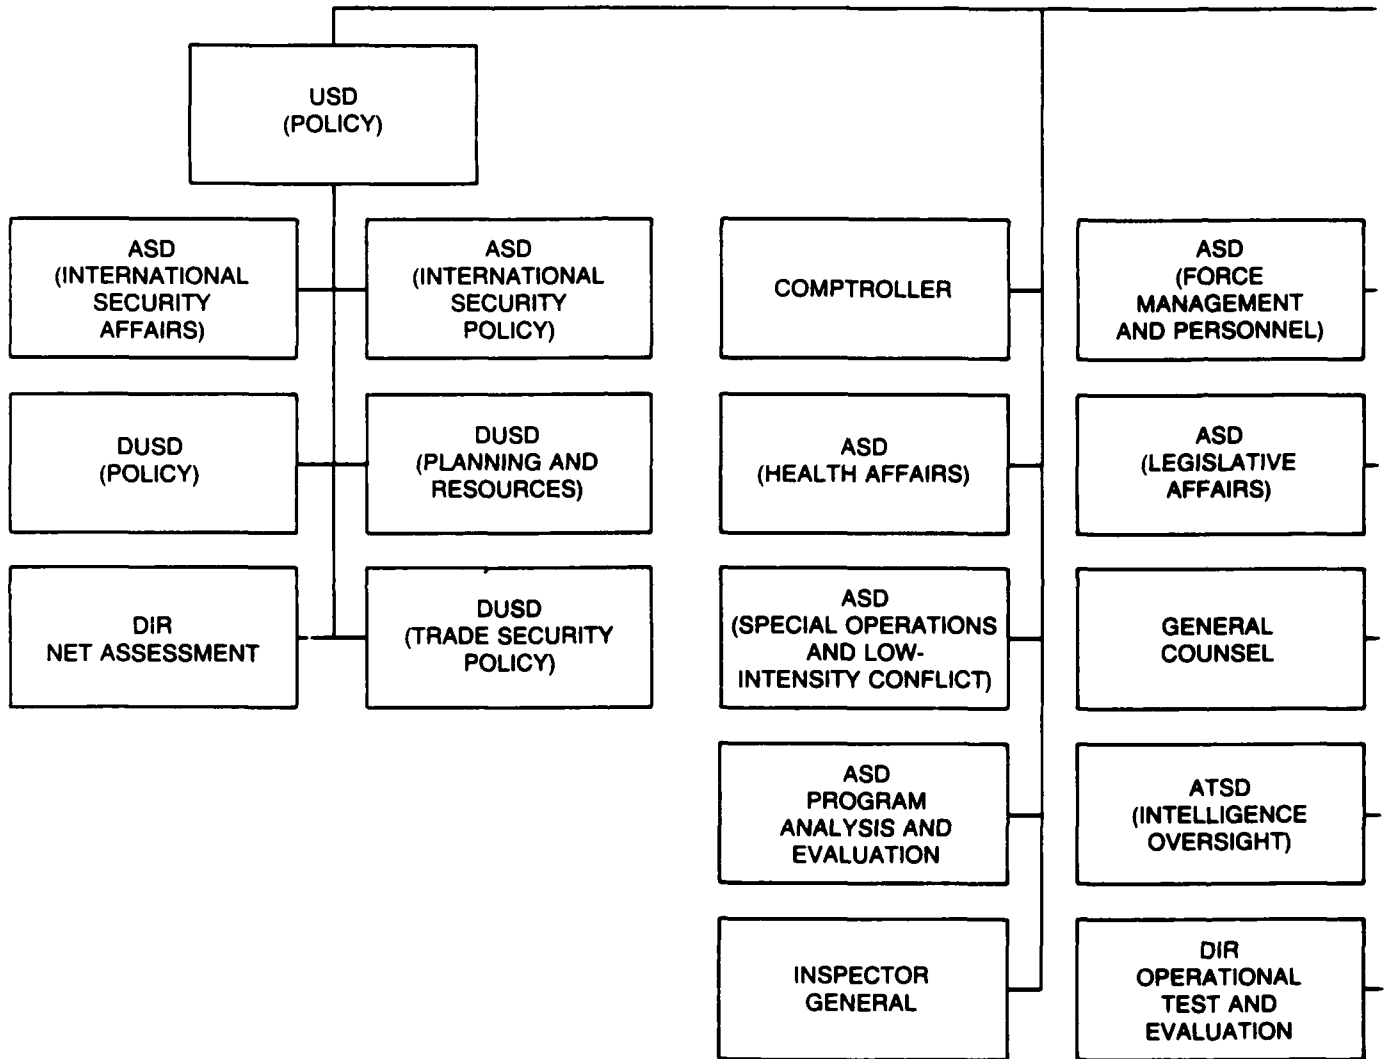 USD
(POLICY)
ASD
(INTERNATIONAL
SECURITY
AFFAIRS)
ASD
(INTERNATIONAL
SECURITY
POLICY)
COMPTROLLER
ASD
(FORCE
MANAGEMENT
AND PERSONNEL)
DUSD
(POLICY)
DUSD
(PLANNING AND
RESOURCES)
ASD
(HEALTH AFFAIRS)
ASD
(LEGISLATIVE
AFFAIRS)
DIR
NET ASSESSMENT
DUSD
(TRADE SECURITY
POLICY)
ASD
(SPECIAL OPERATIONS
AND LOW-
INTENSITY CONFLICT)
GENERAL
COUNSEL
ASD
PROGRAM
ANALYSIS AND
EVALUATION
ATSD
(INTELLIGENCE
OVERSIGHT)
INSPECTOR
GENERAL
DIR
OPERATIONAL
TEST AND
EVALUATION